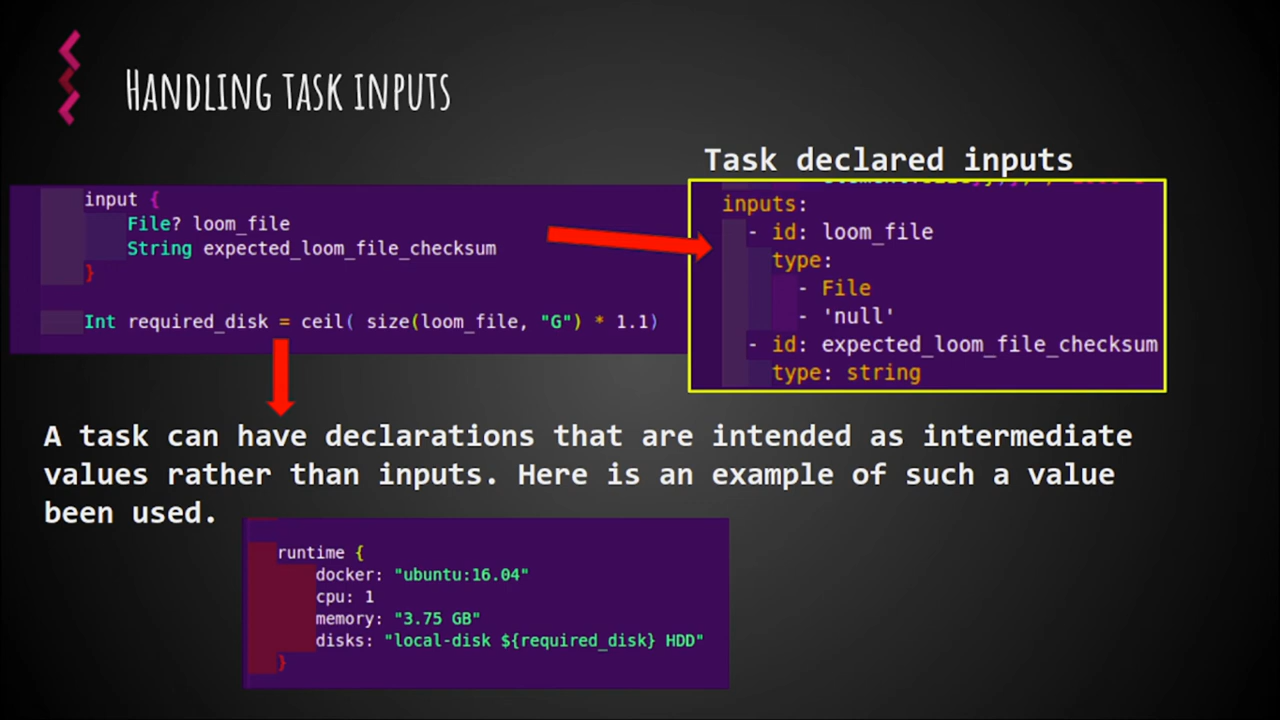 HANDLING TASK INPUTS
Task declared inputs
input {
File? loom_file
String expected_loom_file_checksum
}
Int required_disk = ceil( size(loom_file, "G") * 1.1)
inputs:
- id: loom_file
type:
- File
- 'null'
- id: expected_loom_file_checksum
type: string
A task can have declarations that are intended as intermediate
values rather than inputs. Here is an example of such a value
been used.
runtime {
docker: "ubuntu:16.04"
cpu: 1
memory: "3.75 GB"
disks: "local-disk ${required_disk} HDD"
}